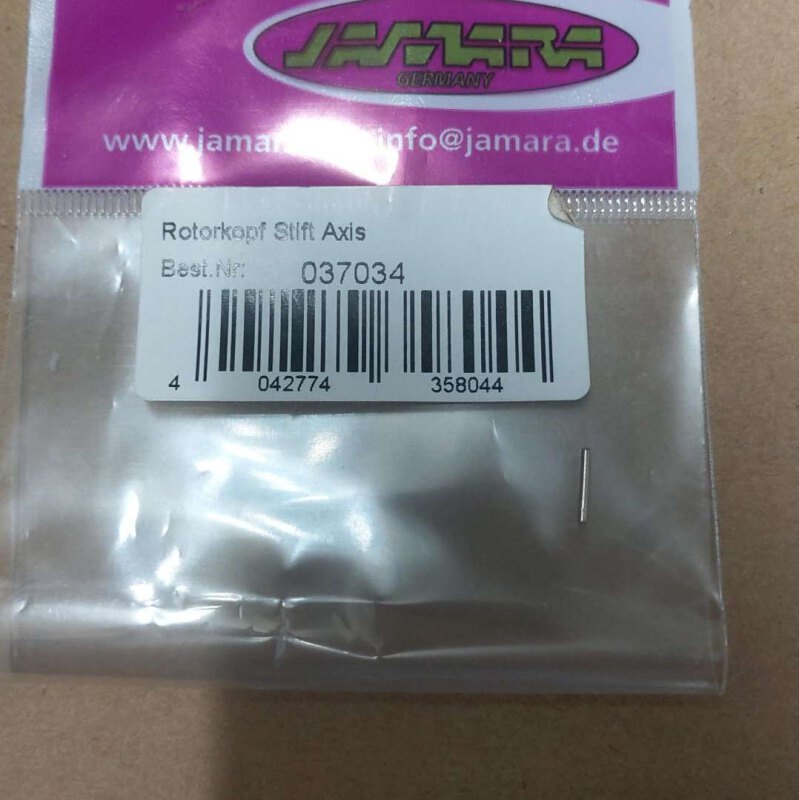 JAMARA
GERMANY
www.jamar info@jamara.de
Rotorkopf Stift Axis
Best.Nr: 037034
4 042774 358044